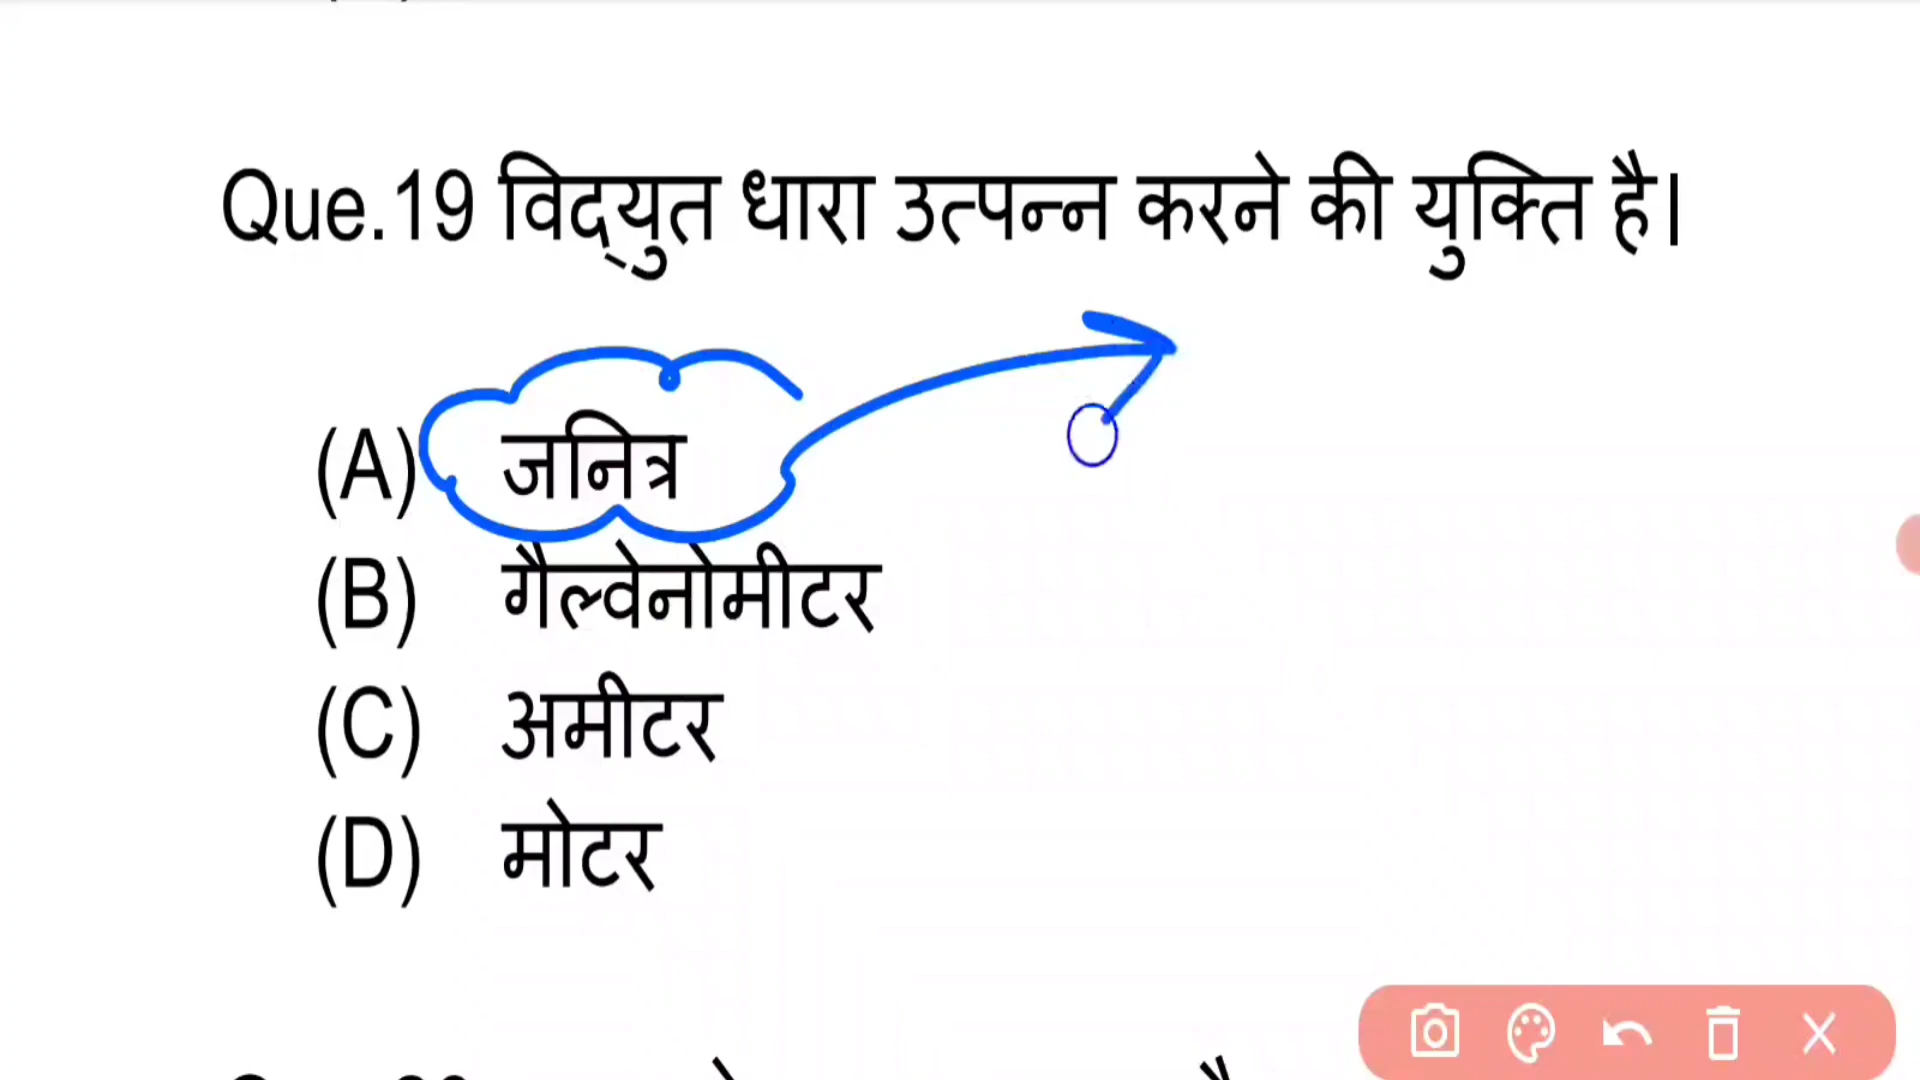 Que.19 विद्‌युत धारा उत्पन्न करने की युक्ति है।
(A) जनित्र
(B) गैल्वेनोमीटर
(C) अमीटर
(D) मोटर